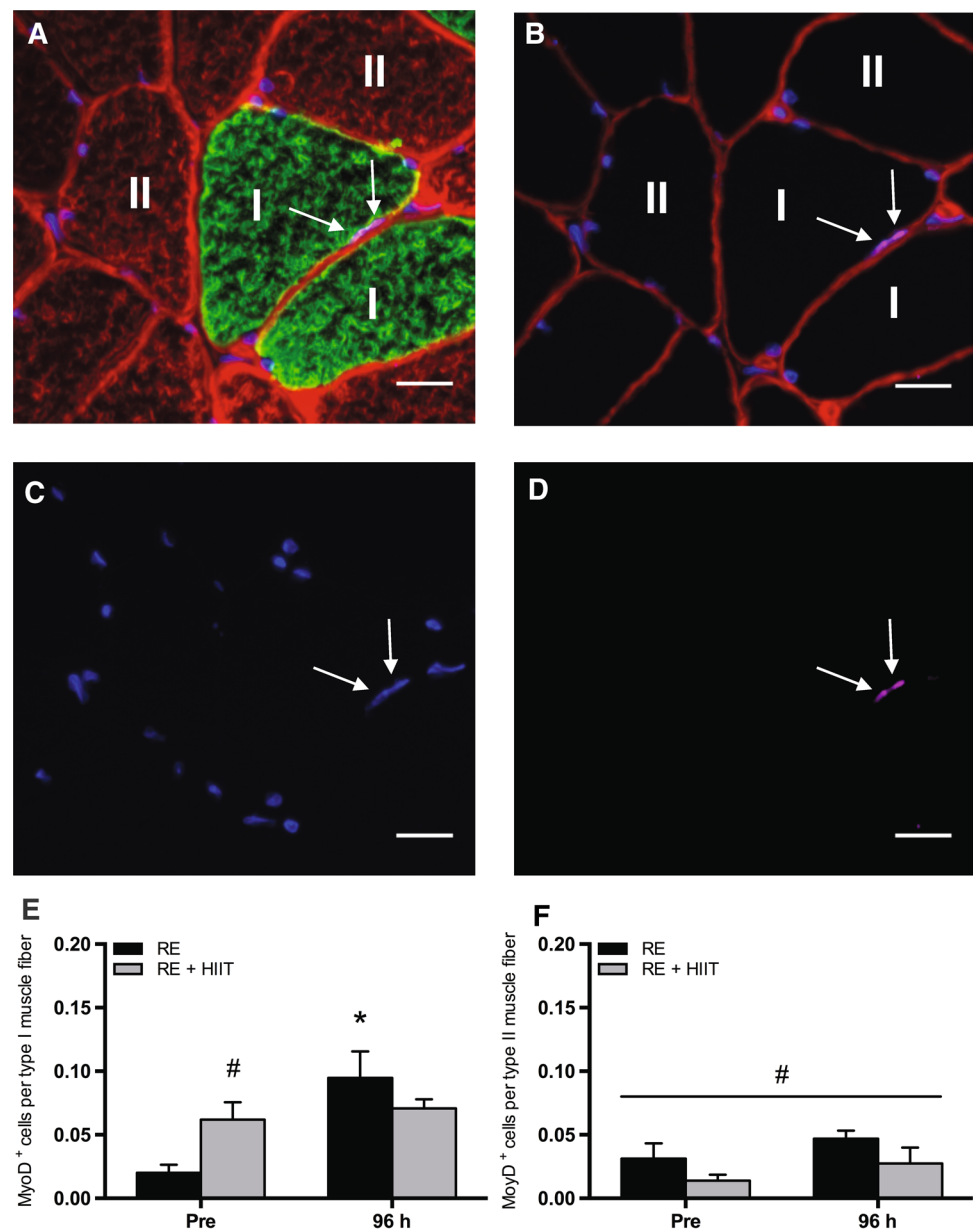 A
II
II
I
I
B
II
II
I
I
C
D
E
MyoD + cells per type I muscle fiber
0.20
0.15
0.10
0.05
0.00
RE
RE + HIIT
#
*
Pre
96 h
F
MoyD + cells per type II muscle fiber
0.20
0.15
0.10
0.05
0.00
RE
RE + HIIT
#
Pre
96 h